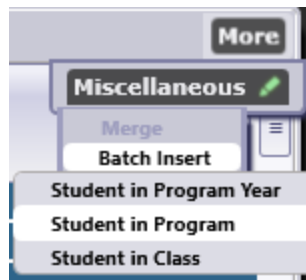 More
Miscellaneous
Merge
Batch Insert
Student in Program Year
Student in Program
Student in Class